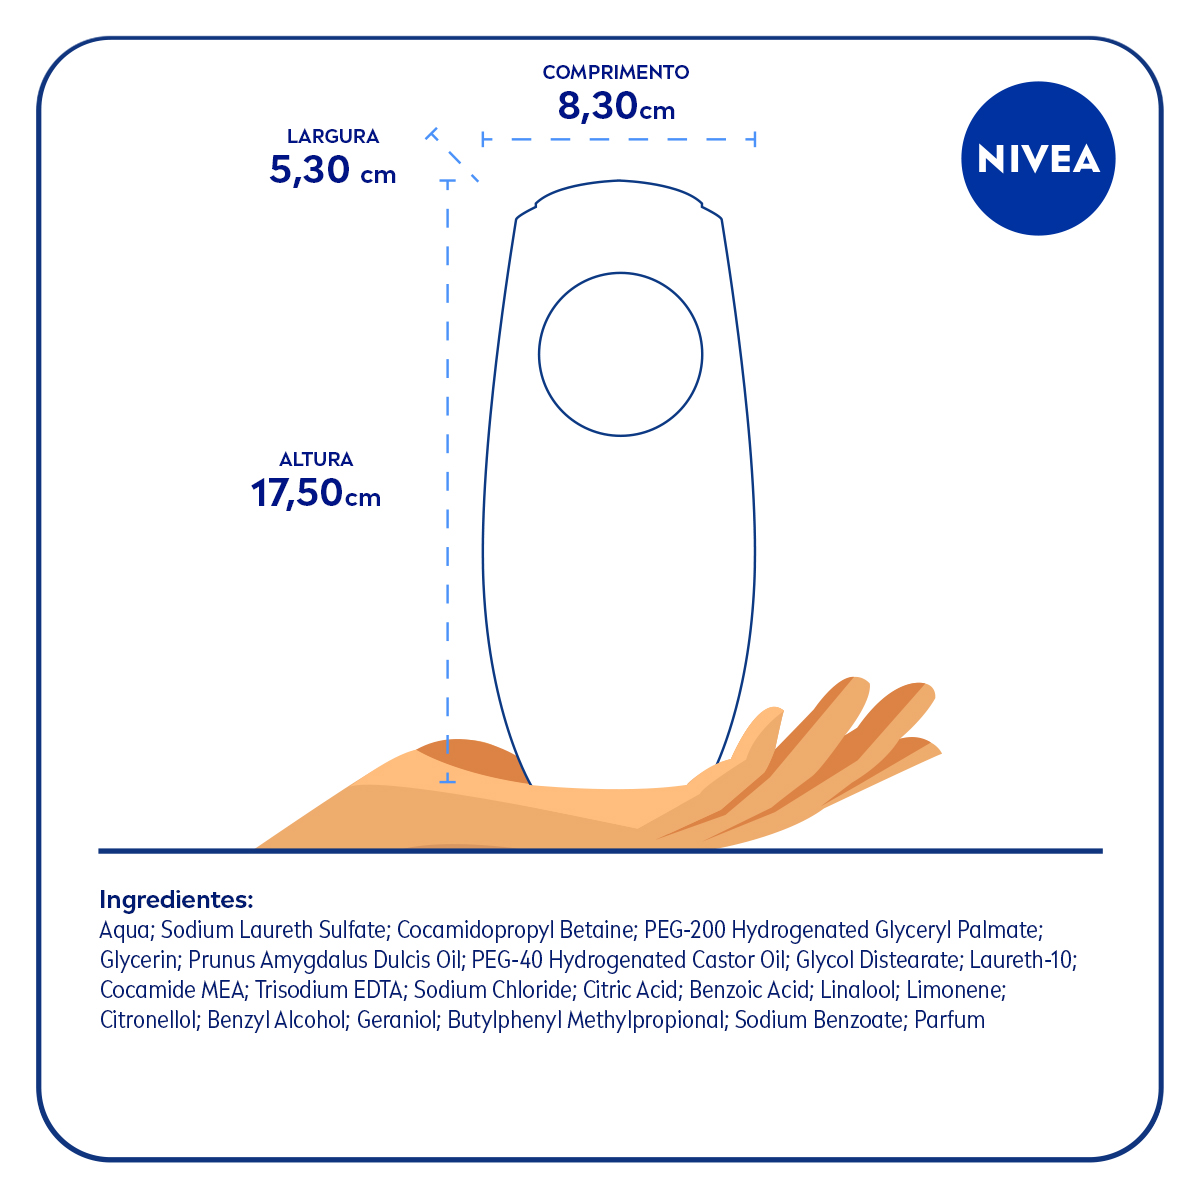 COMPRIMENTO
8,30cm
LARGURA
5,30 cm
NIVEA
ALTURA
17,50cm
Ingredientes:
Aqua; Sodium Laureth Sulfate; Cocamidopropyl Betaine; PEG-200 Hydrogenated Glyceryl Palmate;
Glycerin; Prunus Amygdalus Dulcis Oil; PEG-40 Hydrogenated Castor Oil; Glycol Distearate; Laureth-10;
Cocamide MEA; Trisodium EDTA; Sodium Chloride; Citric Acid; Benzoic Acid; Linalool; Limonene;
Citronellol; Benzyl Alcohol; Geraniol; Butylphenyl Methylpropional; Sodium Benzoate; Parfum